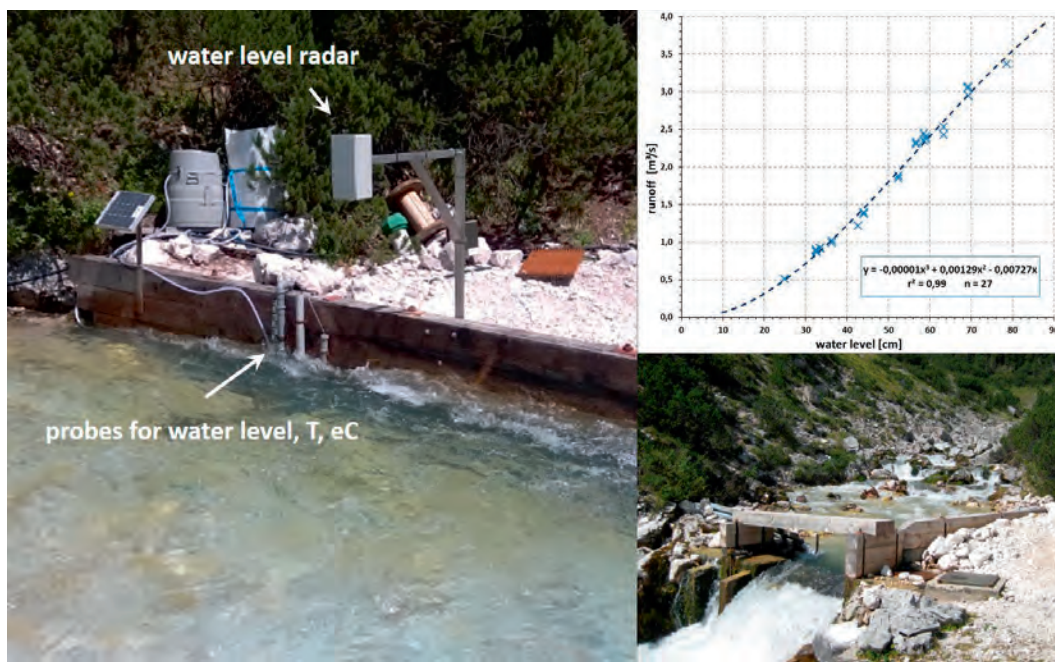 water level radar
probes for water level, T, eC
4,0
3,5
3,0
2,5
2,0
1,5
1,0
0,5
0,0
runoff [m³/s]
y = -0,00001x³ + 0,00129x² - 0,00727x
r² = 0,99 n = 27
0 10 20 30 40 50 60 70 80 90
water level [cm]